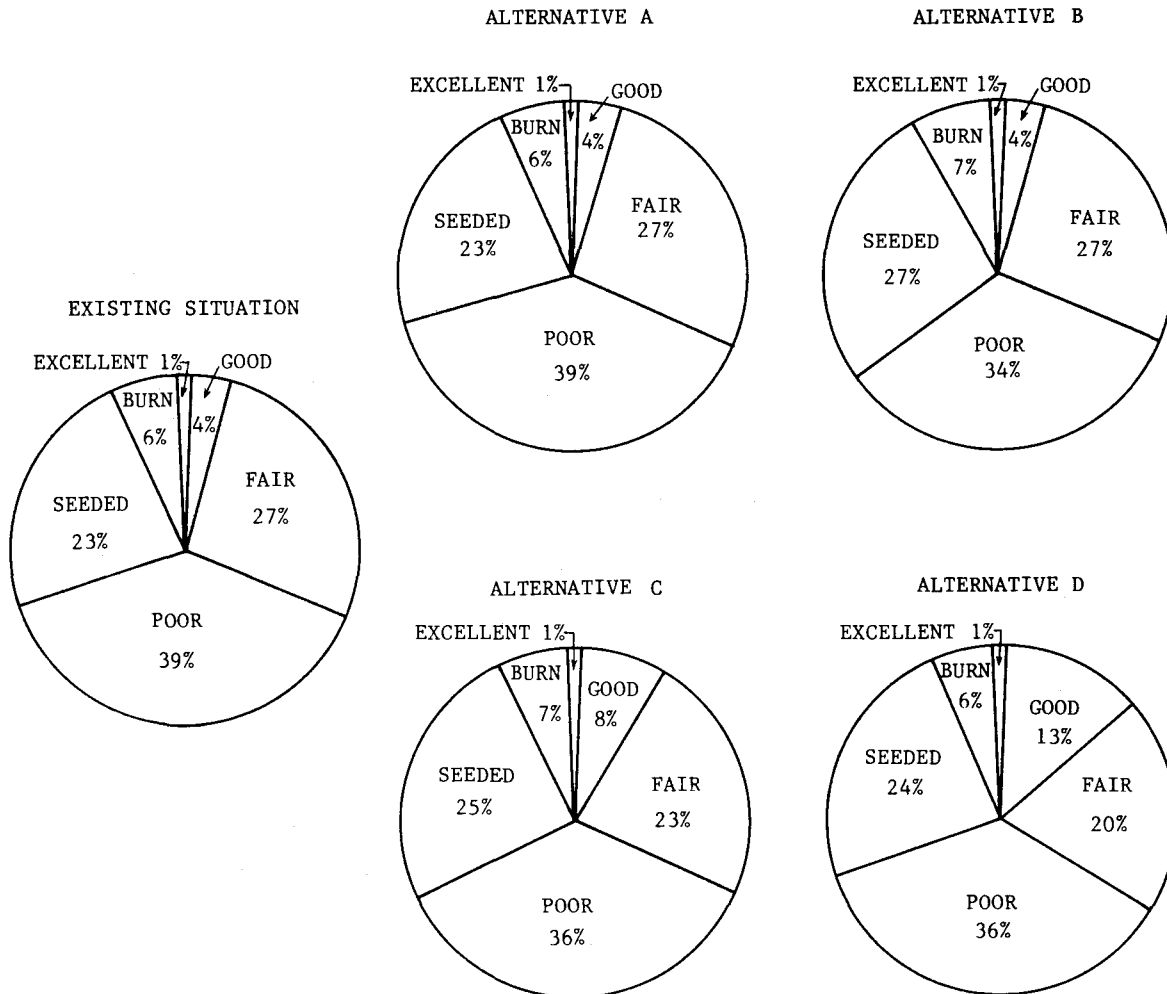 EXISTING SITUATION
EXCELLENT 1%
GOOD
BURN
6%
4%
FAIR
27%
SEEDED
23%
POOR
39%
ALTERNATIVE A
EXCELLENT 1%
GOOD
BURN
6%
4%
FAIR
27%
SEEDED
23%
POOR
39%
ALTERNATIVE B
EXCELLENT 1%
GOOD
BURN
7%
4%
FAIR
27%
SEEDED
27%
POOR
34%
ALTERNATIVE C
EXCELLENT 1%
BURN
7%
GOOD
8%
SEEDED
25%
FAIR
23%
POOR
36%
ALTERNATIVE D
EXCELLENT 1%
BURN
6%
GOOD
13%
SEEDED
24%
FAIR
20%
POOR
36%